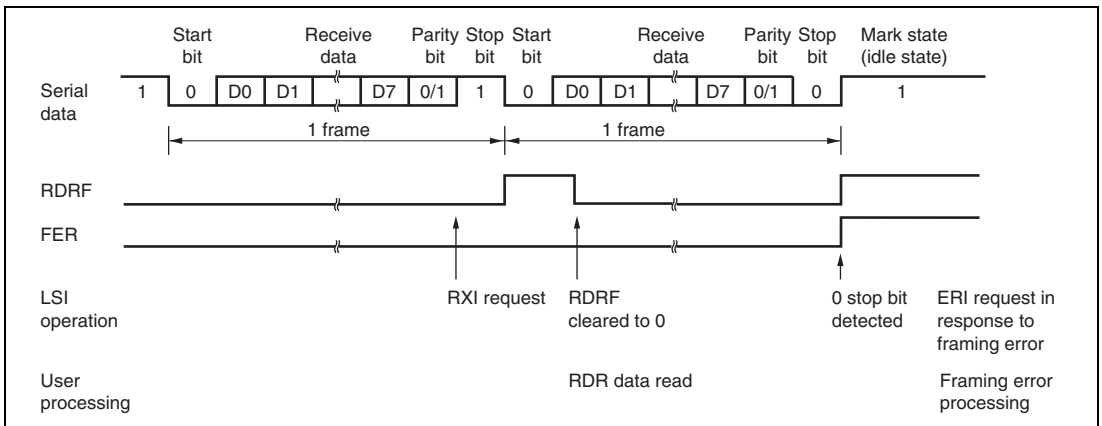 Start bit Receive data Parity bit Stop bit Start bit Receive data Parity bit Stop bit Mark state (idle state)
Serial data 1 0 D0 D1 D7 0/1 1 0 D0 D1 D7 0/1 0 1
1 frame 1 frame
RDRF
FER
LSI operation RXI request RDRF cleared to 0 0 stop bit detected ERI request in response to framing error
User processing RDR data read Framing error processing